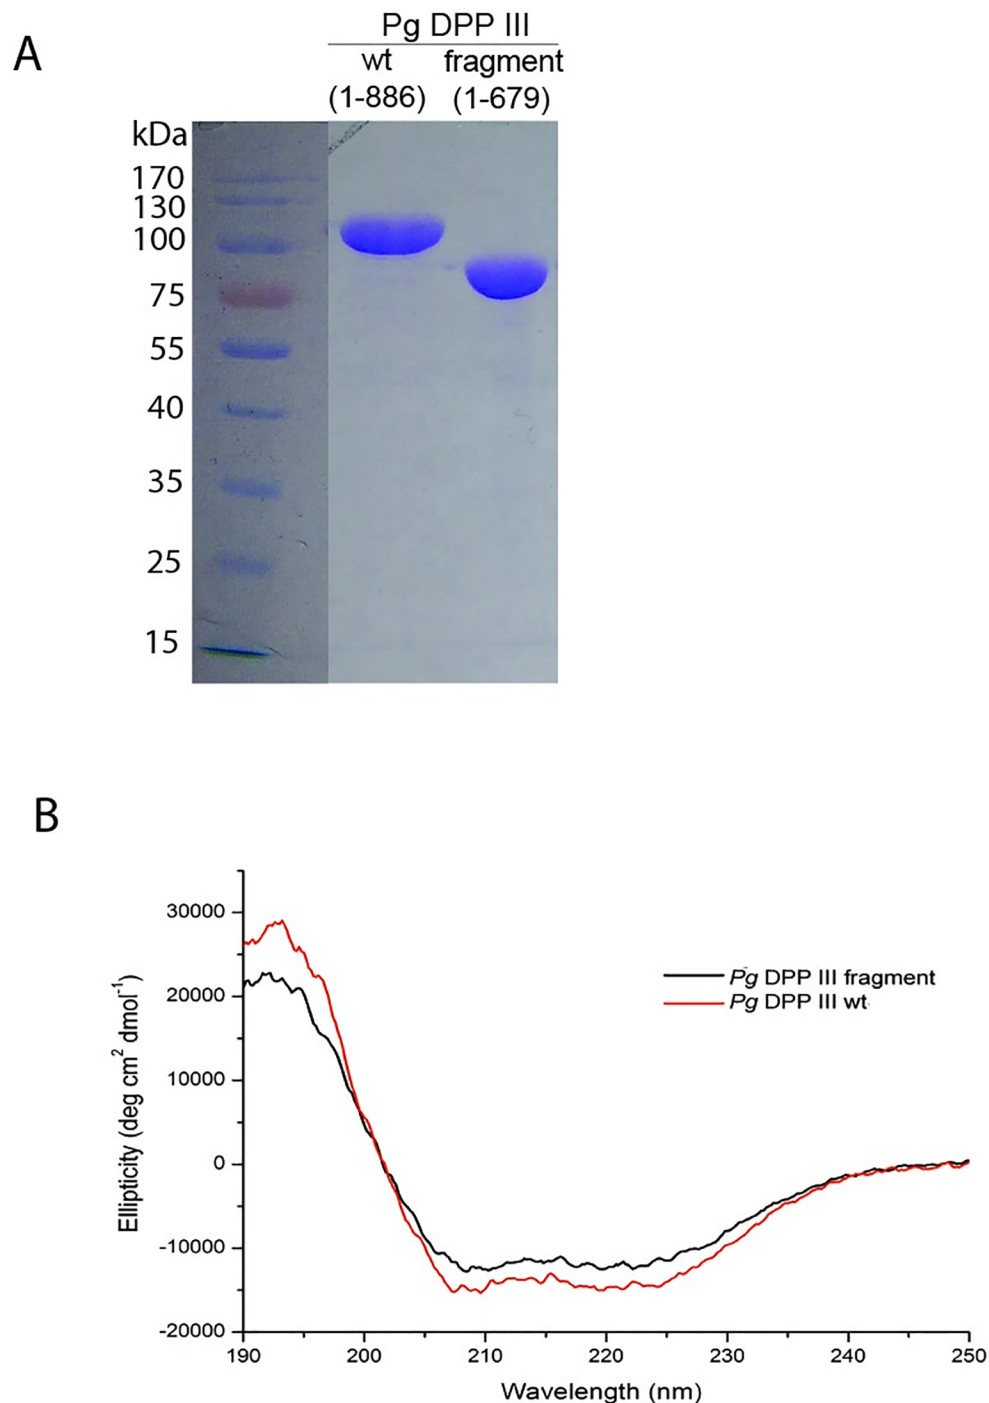 A
Pg DPP III
wt fragment
(1-886) (1-679)
kDa
170
130
100
75
55
40
35
25
15
B
30000
20000
10000
0
-10000
-20000
Ellipticity (deg cm2 dmol-1)
Pg DPP III fragment
Pg DPP III wt
190 200 210 220 230 240 250
Wavelength (nm)